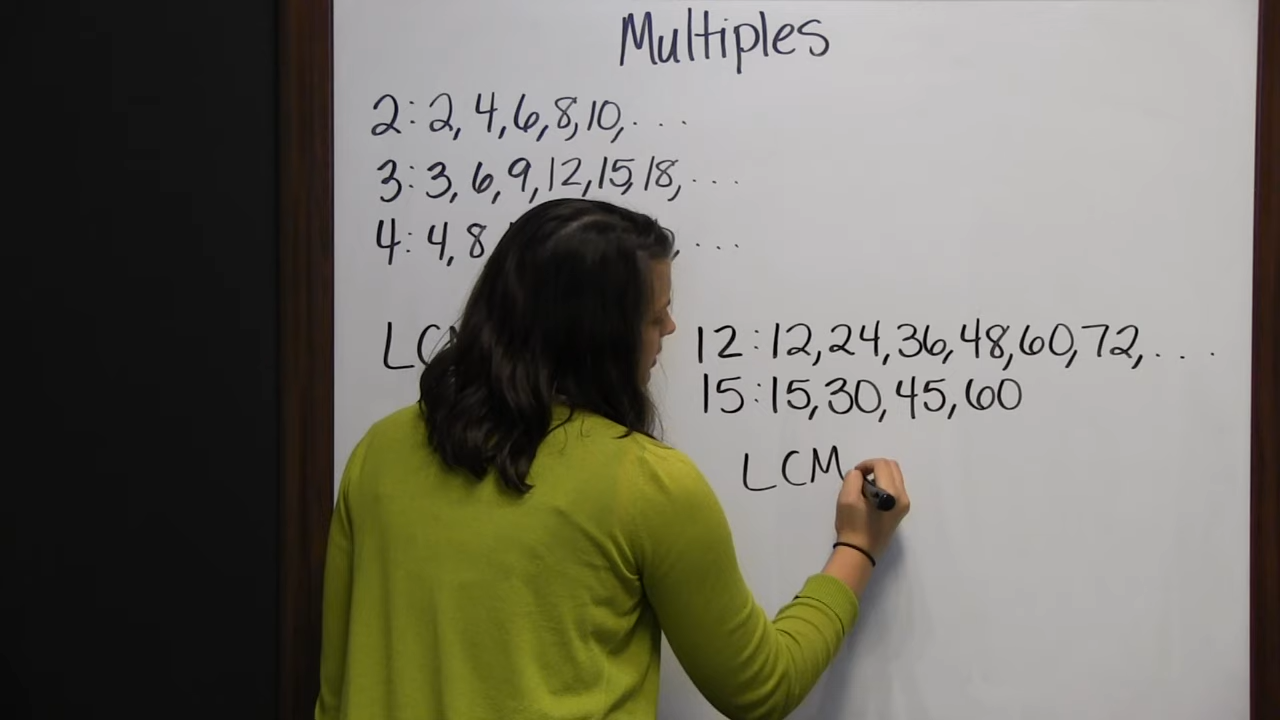 Multiples
2: 2, 4, 6, 8, 10, ...
3: 3, 6, 9, 12, 15, 18, ...
4: 4, 8 , ...
LC
12: 12, 24, 36, 48, 60, 72, ...
15: 15, 30, 45, 60
LCM